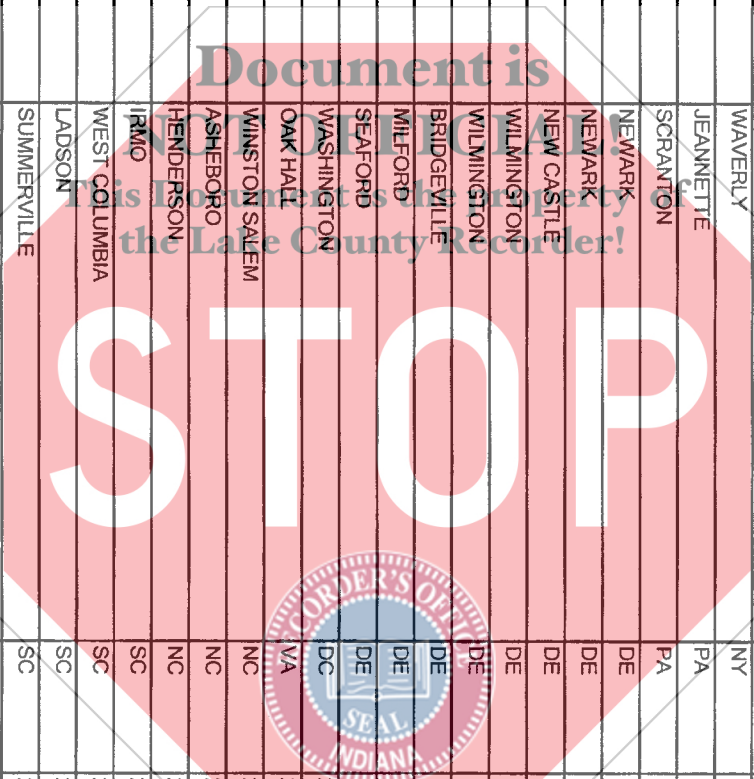 Document is
NOT OFFICIAL!
This Document is the property of
the Lake County Recorder!
STOP
WAVERLY NY
JEANNETTE PA
SCRANTON PA
NEWARK DE
NEWARK DE
NEW CASTLE DE
WILMINGTON DE
WILMINGTON DE
BRIDGEVILLE DE
MILFORD DE
SEAFORD DE
WASHINGTON DC
OAK HALL VA
WINSTON SALEM NC
ASHEBORO NC
HENDERSON NC
IRMO SC
WEST COLUMBIA SC
LADSON SC
SUMMERVILLE SC
RECORDER'S OFFICE
SEAL
INDIANA